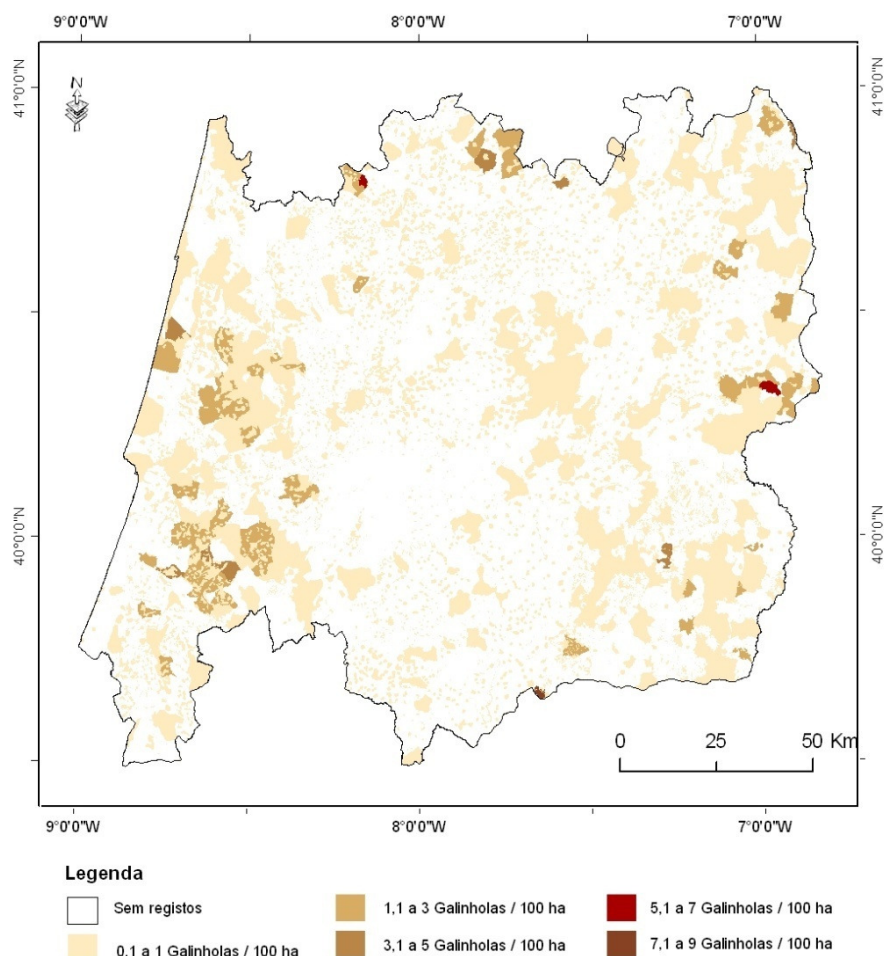 9°0'0"W 8°0'0"W 7°0'0"W
N
41°0'0"N 41°0'0"N
40°0'0"N 40°0'0"N
0 25 50 Km
9°0'0"W 8°0'0"W 7°0'0"W
Legenda
Sem registos 1,1 a 3 Galinholas / 100 ha 5,1 a 7 Galinholas / 100 ha
0,1 a 1 Galinholas / 100 ha 3,1 a 5 Galinholas / 100 ha 7,1 a 9 Galinholas / 100 ha